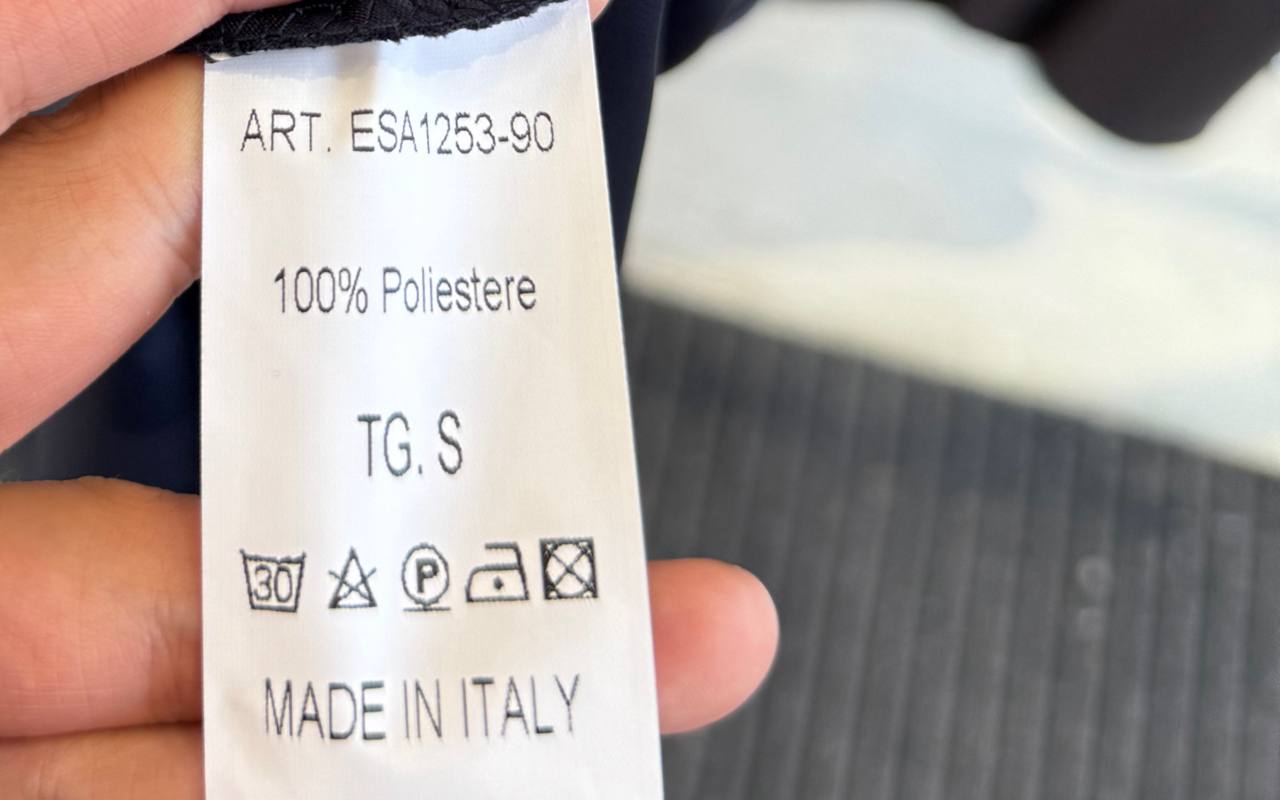 ART. ESA1253-90
100% Poliestere
TG. S
30 P
MADE IN ITALY